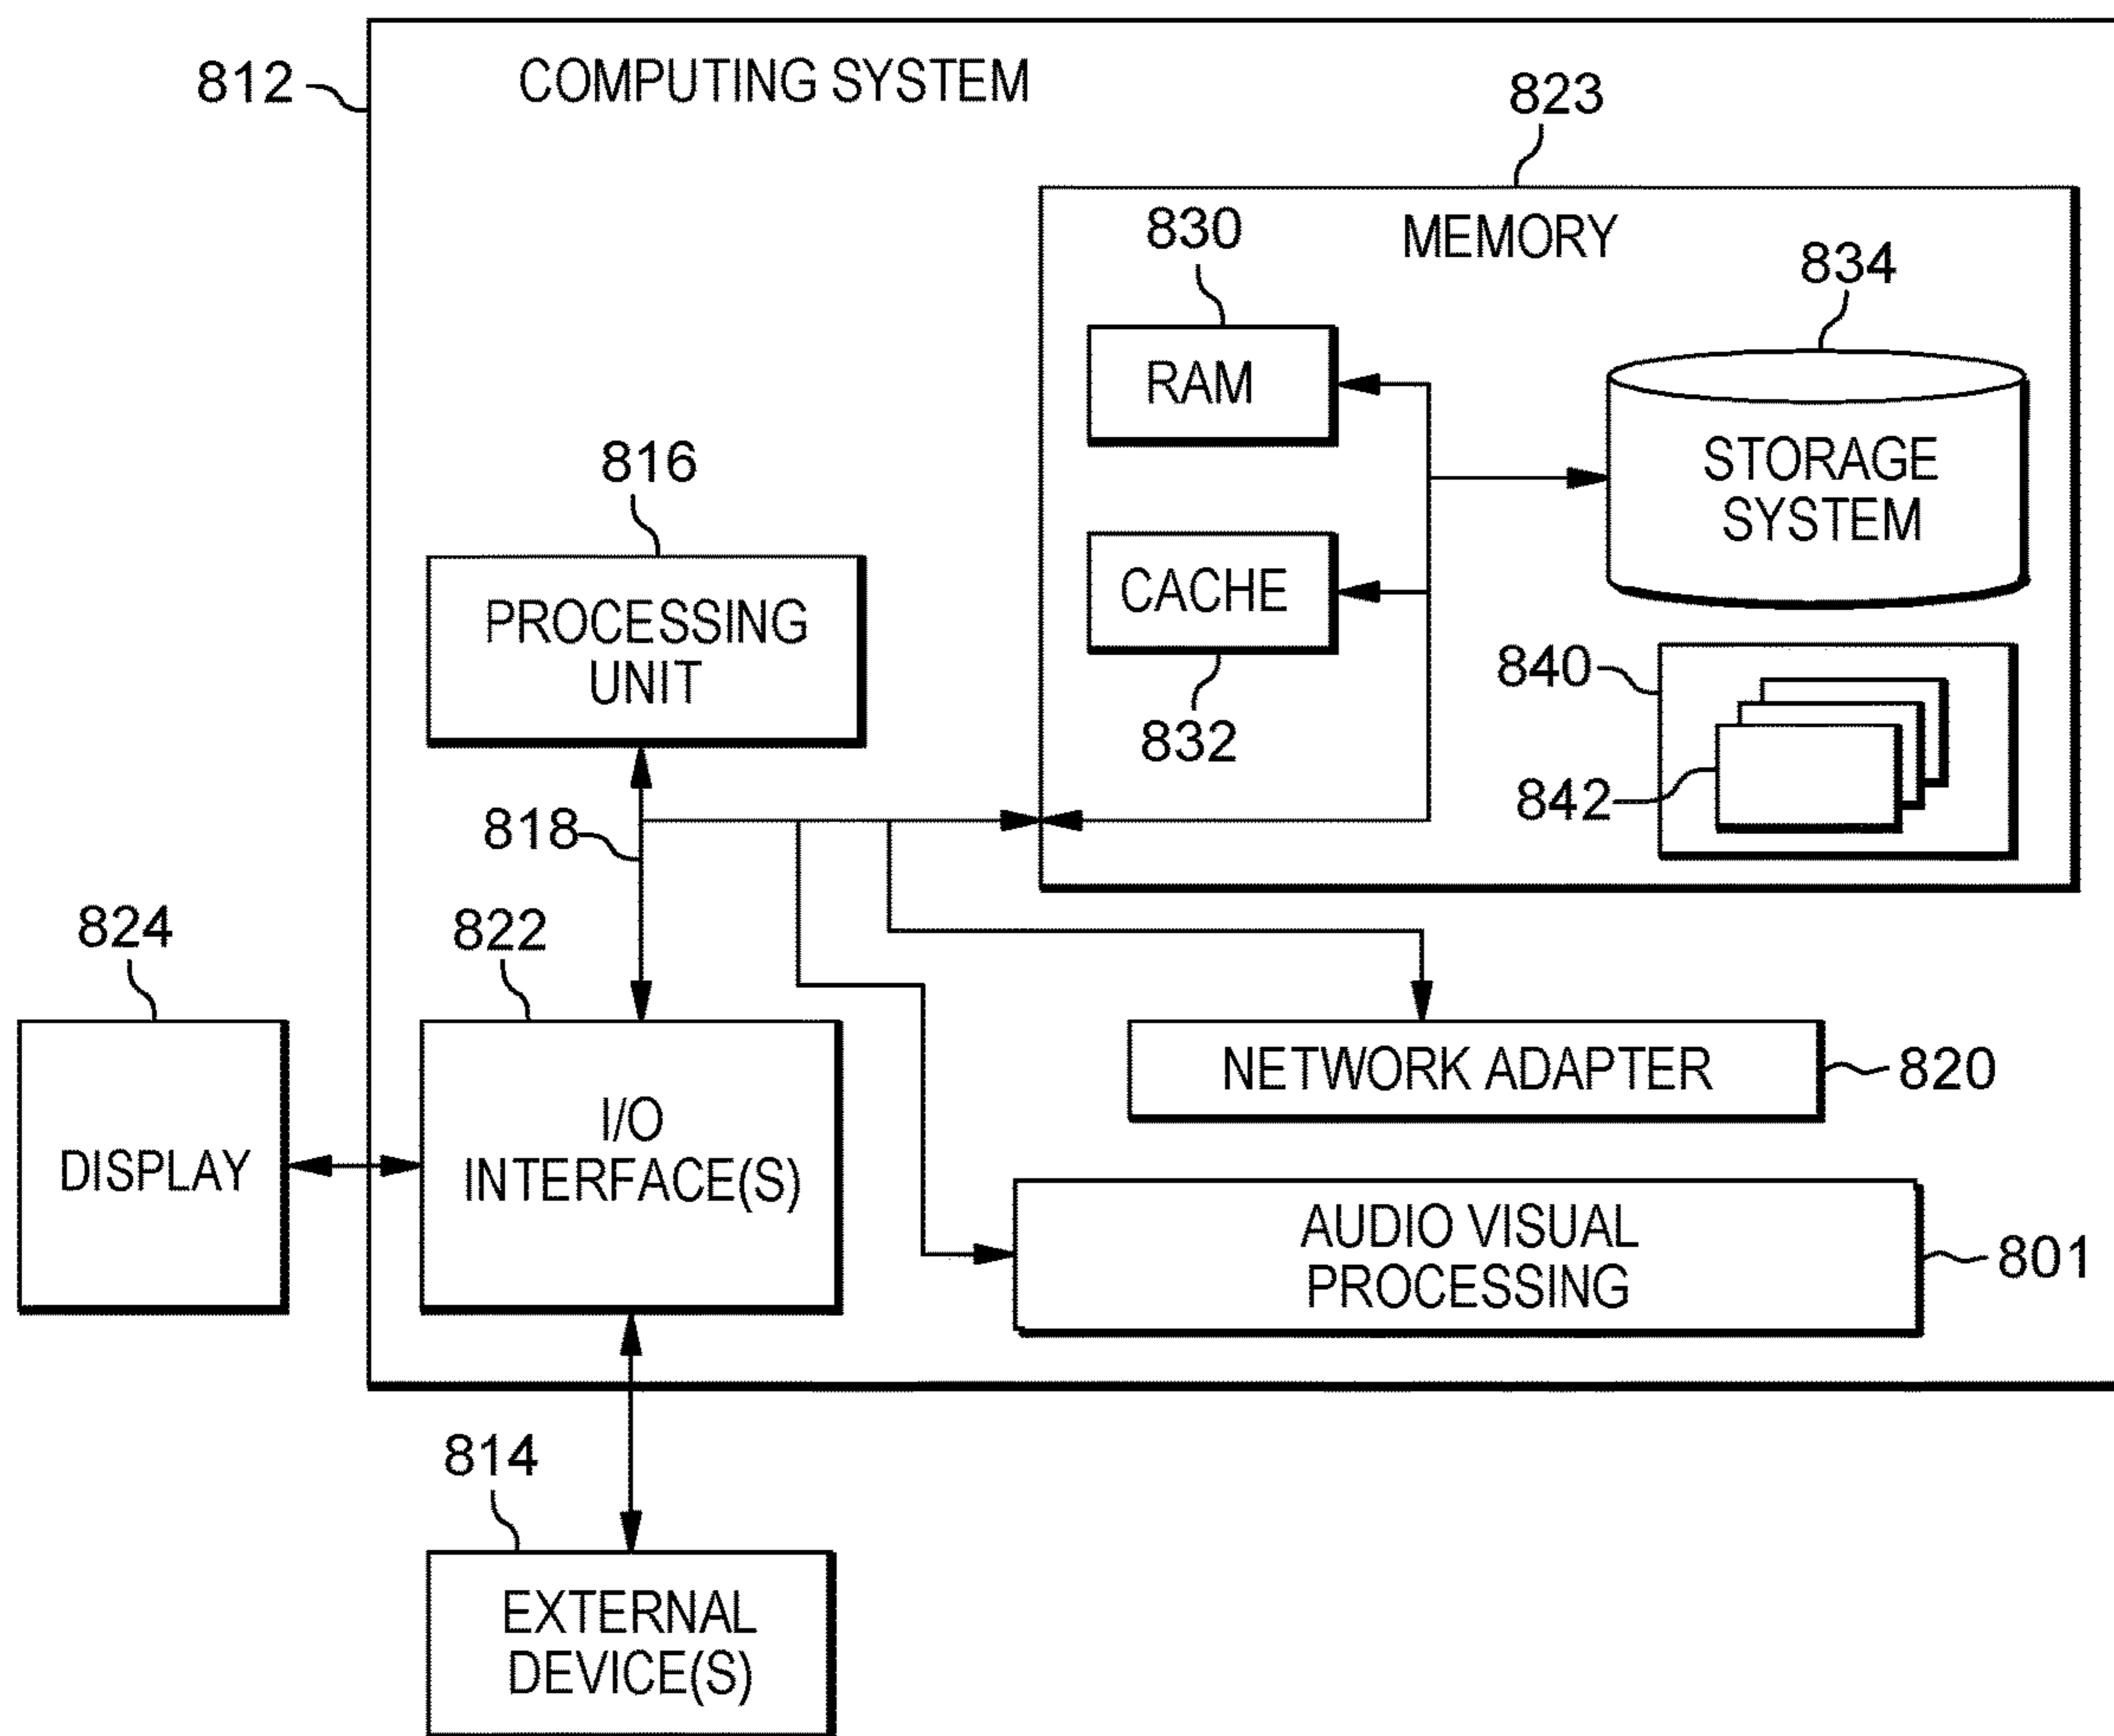 812
COMPUTING SYSTEM
823
830
MEMORY
834
RAM
STORAGE
SYSTEM
816
CACHE
PROCESSING
UNIT
832
840
842
818
824
822
NETWORK ADAPTER
820
DISPLAY
I/O
INTERFACE(S)
AUDIO VISUAL
PROCESSING
801
814
EXTERNAL
DEVICE(S)